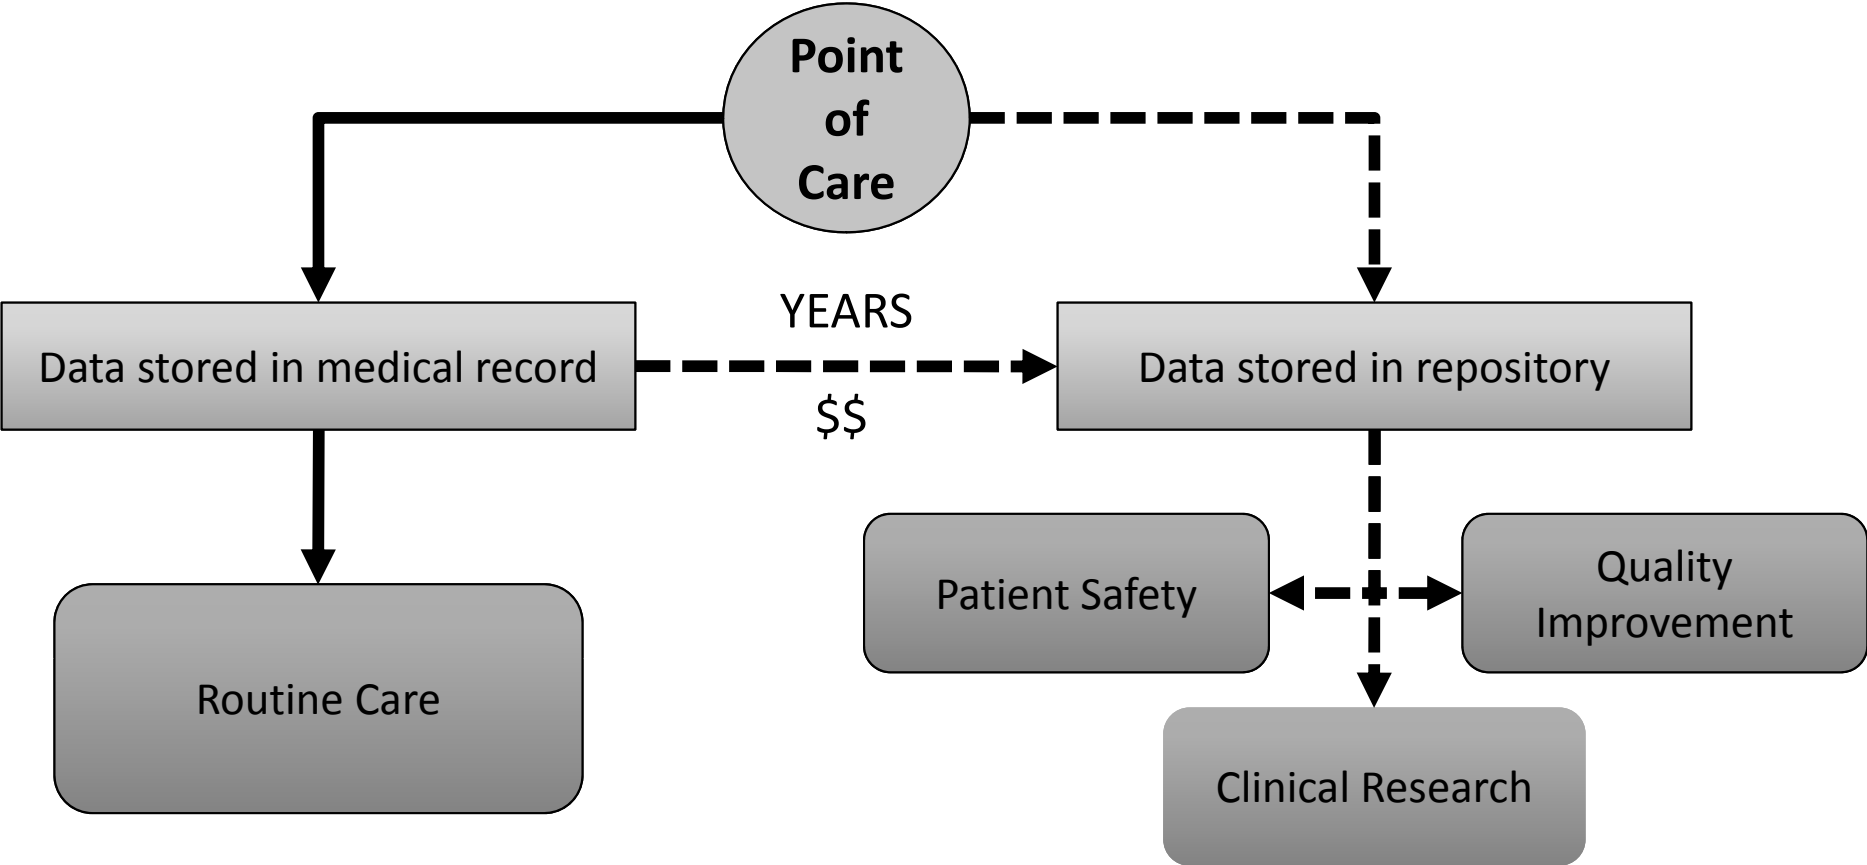 Point
of
Care
YEARS
Data stored in medical record
Data stored in repository
$$
Patient Safety
Quality
Improvement
Routine Care
Clinical Research